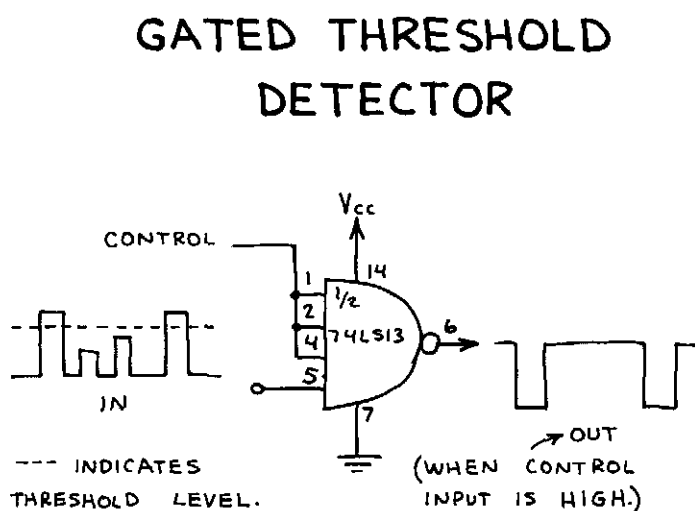 GATED THRESHOLD
DETECTOR
Vcc
CONTROL
14
1
1/2
2
74LS13
4
6
5
7
IN
OUT
--- INDICATES
THRESHOLD LEVEL.
(WHEN CONTROL
INPUT IS HIGH.)